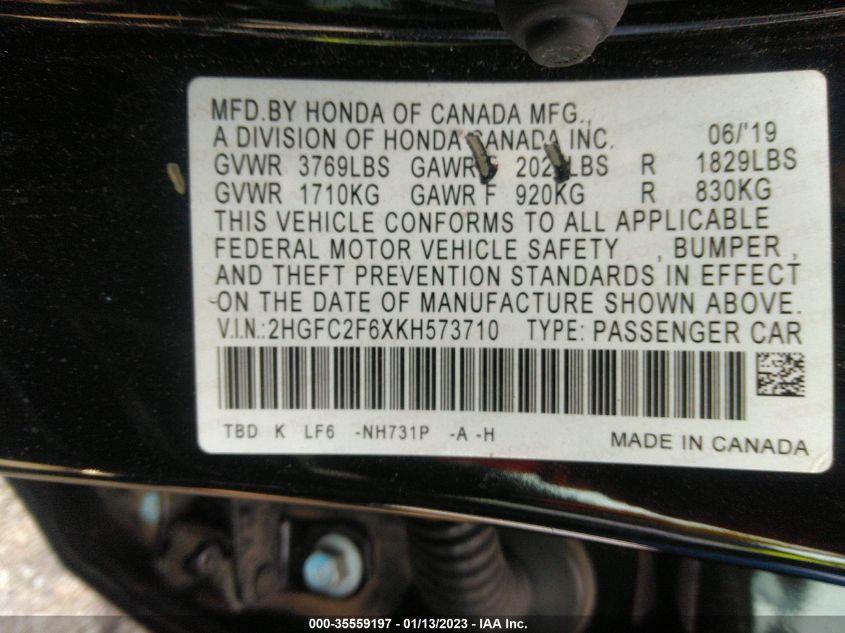 MFD.BY HONDA OF CANADA MFG.,
A DIVISION OF HONDA CANADA INC. 06/'19
GVWR 3769LBS GAWR F LBS R 1829LBS
GVWR 1710KG GAWR F 920KG R 830KG
THIS VEHICLE CONFORMS TO ALL APPLICABLE
FEDERAL MOTOR VEHICLE SAFETY , BUMPER ,
AND THEFT PREVENTION STANDARDS IN EFFECT
ON THE DATE OF MANUFACTURE SHOWN ABOVE.
V.I.N.:2HGFC2F6XKH573710 TYPE: PASSENGER CAR
TBD K LF6 -NH731P -A -H
MADE IN CANADA
000-35559197 - 01/13/2023 - IAA Inc.